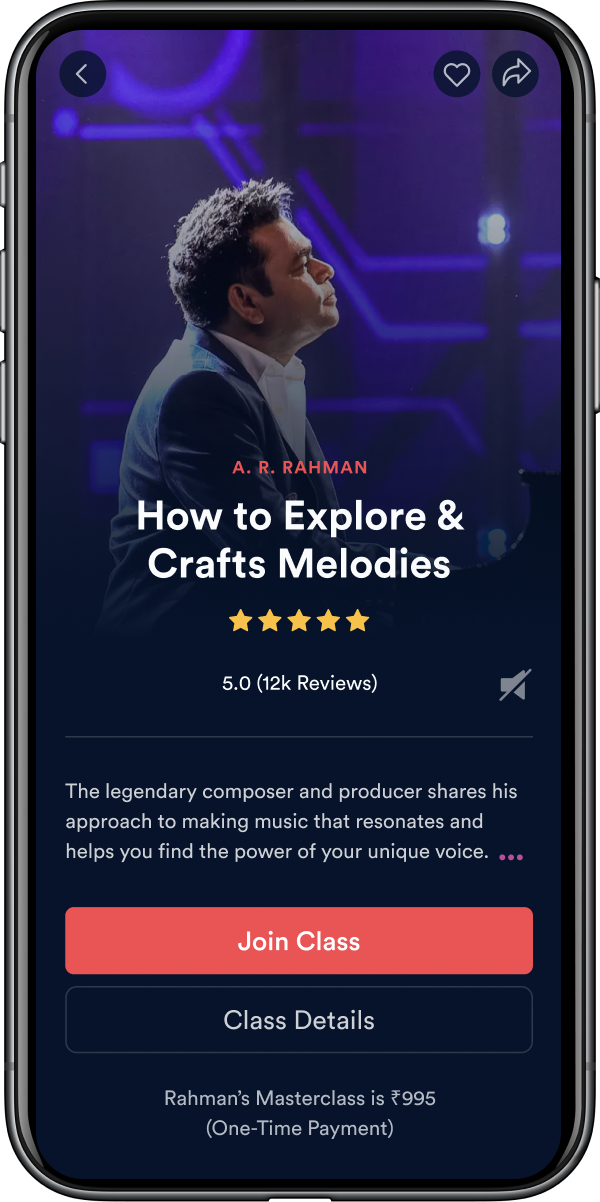 A. R. RAHMAN
How to Explore &
Crafts Melodies
5.0 (12k Reviews)
The legendary composer and producer shares his
approach to making music that resonates and
helps you find the power of your unique voice.
Join Class
Class Details
Rahman’s Masterclass is ₹995
(One-Time Payment)